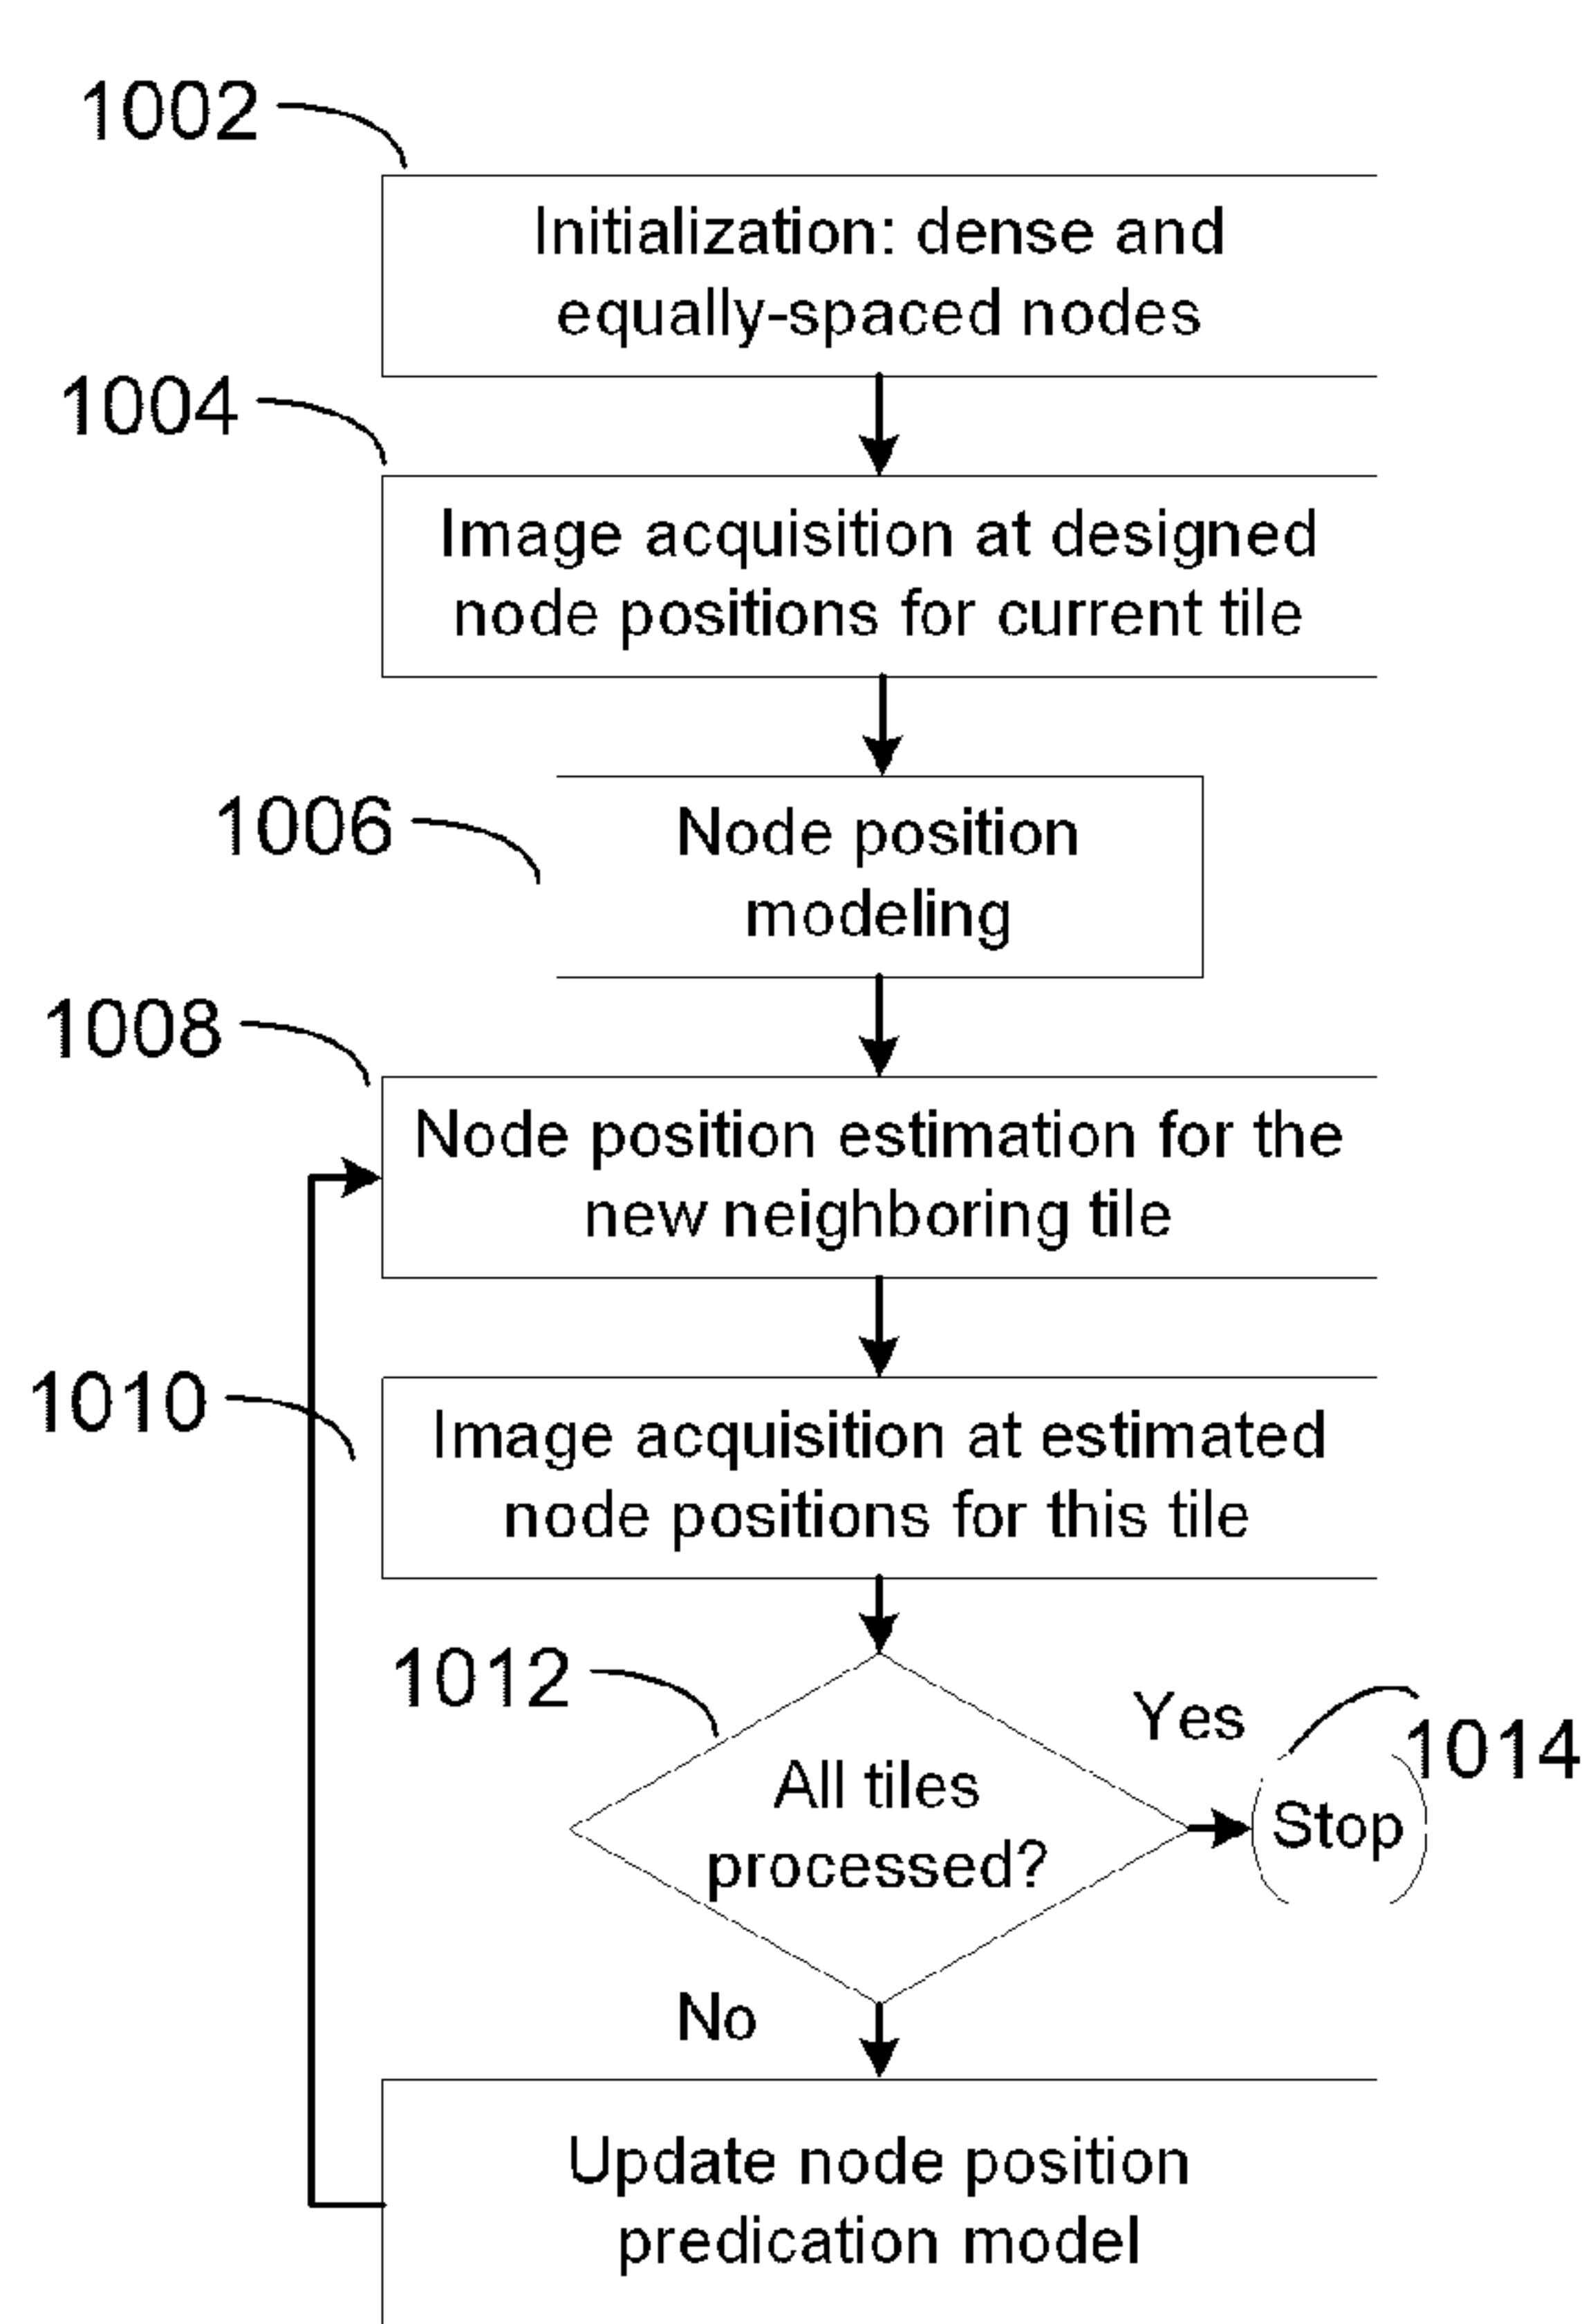 1002
Initialization: dense and
equally-spaced nodes
1004
Image acquisition at designed
node positions for current tile
1006
Node position
modeling
1008
Node position estimation for the
new neighboring tile
1010
Image acquisition at estimated
node positions for this tile
1012
All tiles
processed?
Yes
1014
Stop
No
Update node position
predication model